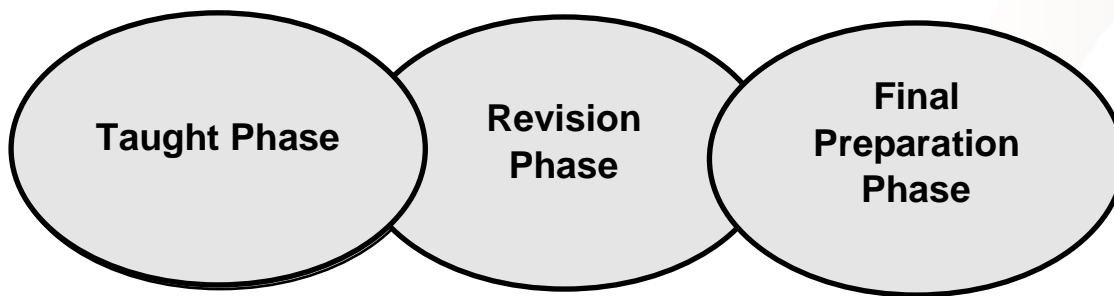 Taught Phase
Revision
Phase
Final
Preparation
Phase